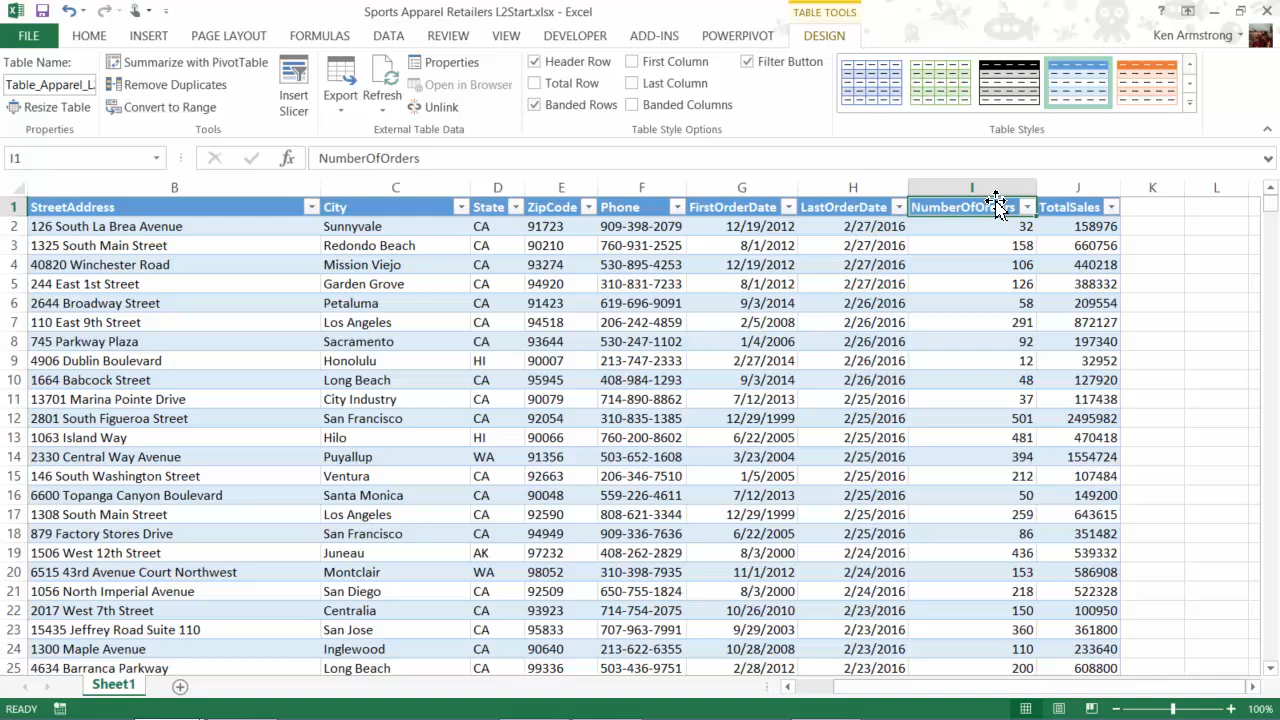 Sports Apparel Retailers L2Start.xlsx - Excel
TABLE TOOLS
FILE HOME INSERT PAGE LAYOUT FORMULAS DATA REVIEW VIEW DEVELOPER ADD-INS POWERPIVOT DESIGN Ken Armstrong
Table Name:
Table_Apparel_L
Resize Table
Properties
Summarize with PivotTable
Remove Duplicates
Convert to Range
Insert
Slicer
Tools
Export Refresh
Properties
Open in Browser
Unlink
External Table Data
Header Row First Column Filter Button
Total Row Last Column
Banded Rows Banded Columns
Table Style Options
Table Styles
I1 fx NumberOfOrders
B C D E F G H I J K L
1 StreetAddress City State ZipCode Phone FirstOrderDate LastOrderDate NumberOfOrders TotalSales
2 126 South La Brea Avenue Sunnyvale CA 91723 909-398-2079 12/19/2012 2/27/2016 32 158976
3 1325 South Main Street Redondo Beach CA 90210 760-931-2525 8/1/2012 2/27/2016 158 660756
4 40820 Winchester Road Mission Viejo CA 93274 530-895-4253 12/19/2012 2/27/2016 106 440218
5 244 East 1st Street Garden Grove CA 94920 310-831-7233 8/1/2012 2/27/2016 126 388332
6 2644 Broadway Street Petaluma CA 91423 619-696-9091 9/3/2014 2/26/2016 58 209554
7 110 East 9th Street Los Angeles CA 94518 206-242-4859 2/5/2008 2/26/2016 291 872127
8 745 Parkway Plaza Sacramento CA 93644 530-247-1102 1/4/2006 2/26/2016 92 197340
9 4906 Dublin Boulevard Honolulu HI 90007 213-747-2333 2/27/2014 2/26/2016 12 32952
10 1664 Babcock Street Long Beach CA 95945 408-984-1293 9/3/2014 2/26/2016 48 127920
11 13701 Marina Pointe Drive City Industry CA 90079 714-890-8862 7/12/2013 2/26/2016 37 117438
12 2801 South Figueroa Street San Francisco CA 92054 310-835-1385 12/29/1999 2/26/2016 501 2495982
13 1063 Island Way Hilo HI 90066 760-200-8602 6/22/2005 2/25/2016 481 470418
14 2330 Central Way Avenue Puyallup WA 91356 503-652-1608 3/23/2004 2/25/2016 394 1554724
15 146 South Washington Street Ventura CA 92663 206-346-7510 1/5/2005 2/25/2016 212 107484
16 6600 Topanga Canyon Boulevard Santa Monica CA 90048 559-226-4611 7/12/2013 2/25/2016 50 149200
17 1308 South Main Street Los Angeles CA 92590 808-621-3344 12/29/1999 2/25/2016 259 643615
18 879 Factory Stores Drive San Francisco CA 94949 909-336-7636 6/22/2005 2/25/2016 86 351482
19 1506 West 12th Street Juneau AK 97232 408-262-2829 8/3/2000 2/24/2016 436 539332
20 6515 43rd Avenue Court Northwest Montclair WA 98052 310-398-7935 11/1/2012 2/24/2016 153 586908
21 1056 North Imperial Avenue San Diego CA 92509 650-755-1824 8/3/2000 2/24/2016 218 522328
22 2017 West 7th Street Centralia CA 93923 714-754-2075 10/26/2010 2/23/2016 150 100950
23 15435 Jeffrey Road Suite 110 San Jose CA 95833 707-963-7991 9/29/2003 2/23/2016 360 361800
24 1300 Maple Avenue Inglewood CA 90640 213-622-6355 10/28/2008 2/23/2016 110 233640
25 4634 Barranca Parkway Long Beach CA 99336 503-436-9751 2/28/2012 2/23/2016 200 608800
Sheet1
READY 100%